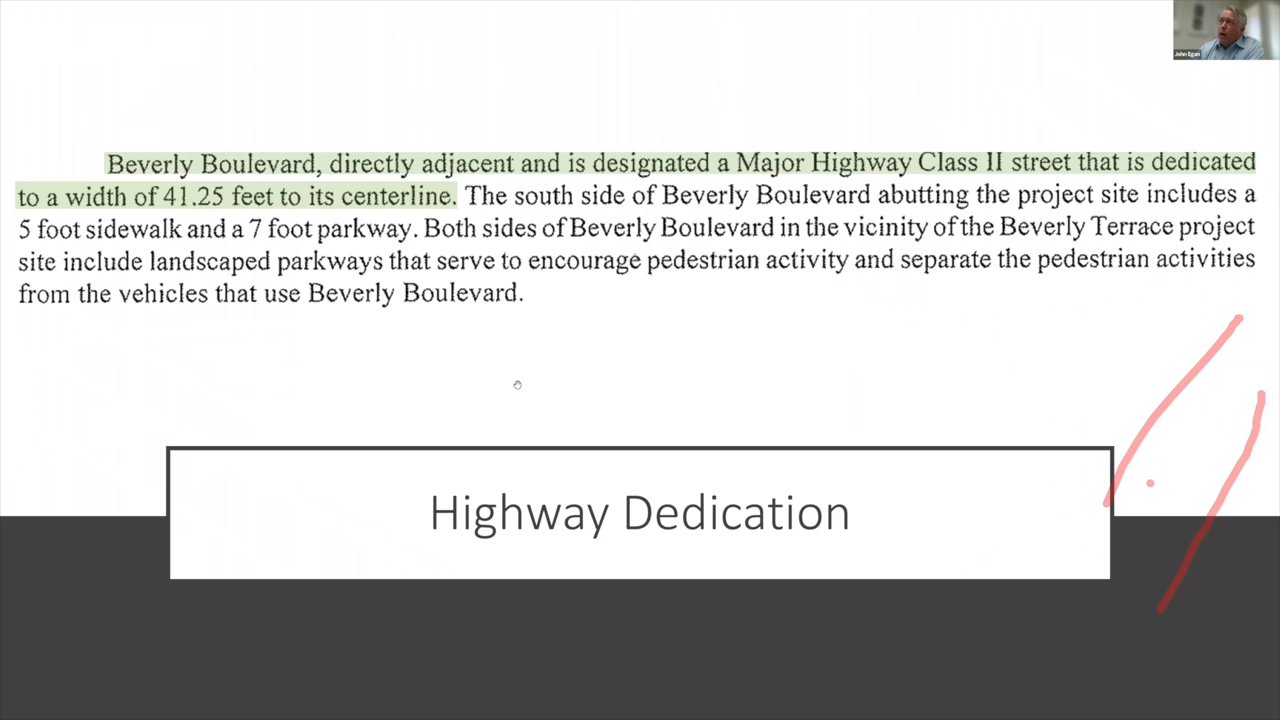 John Egan
Beverly Boulevard, directly adjacent and is designated a Major Highway Class II street that is dedicated
to a width of 41.25 feet to its centerline. The south side of Beverly Boulevard abutting the project site includes a
5 foot sidewalk and a 7 foot parkway. Both sides of Beverly Boulevard in the vicinity of the Beverly Terrace project
site include landscaped parkways that serve to encourage pedestrian activity and separate the pedestrian activities
from the vehicles that use Beverly Boulevard.
Highway Dedication